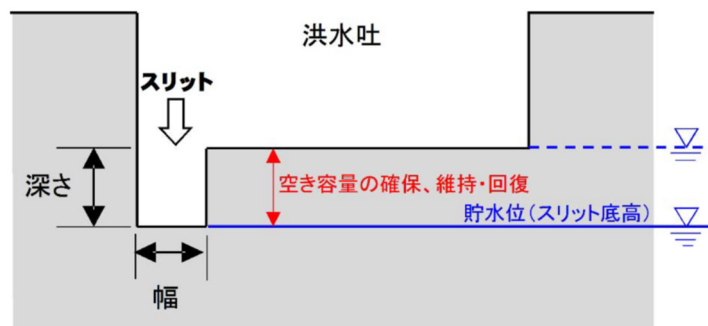 洪水吐
スリット
深さ
空き容量の確保、維持・回復
貯水位(スリット底高)
幅